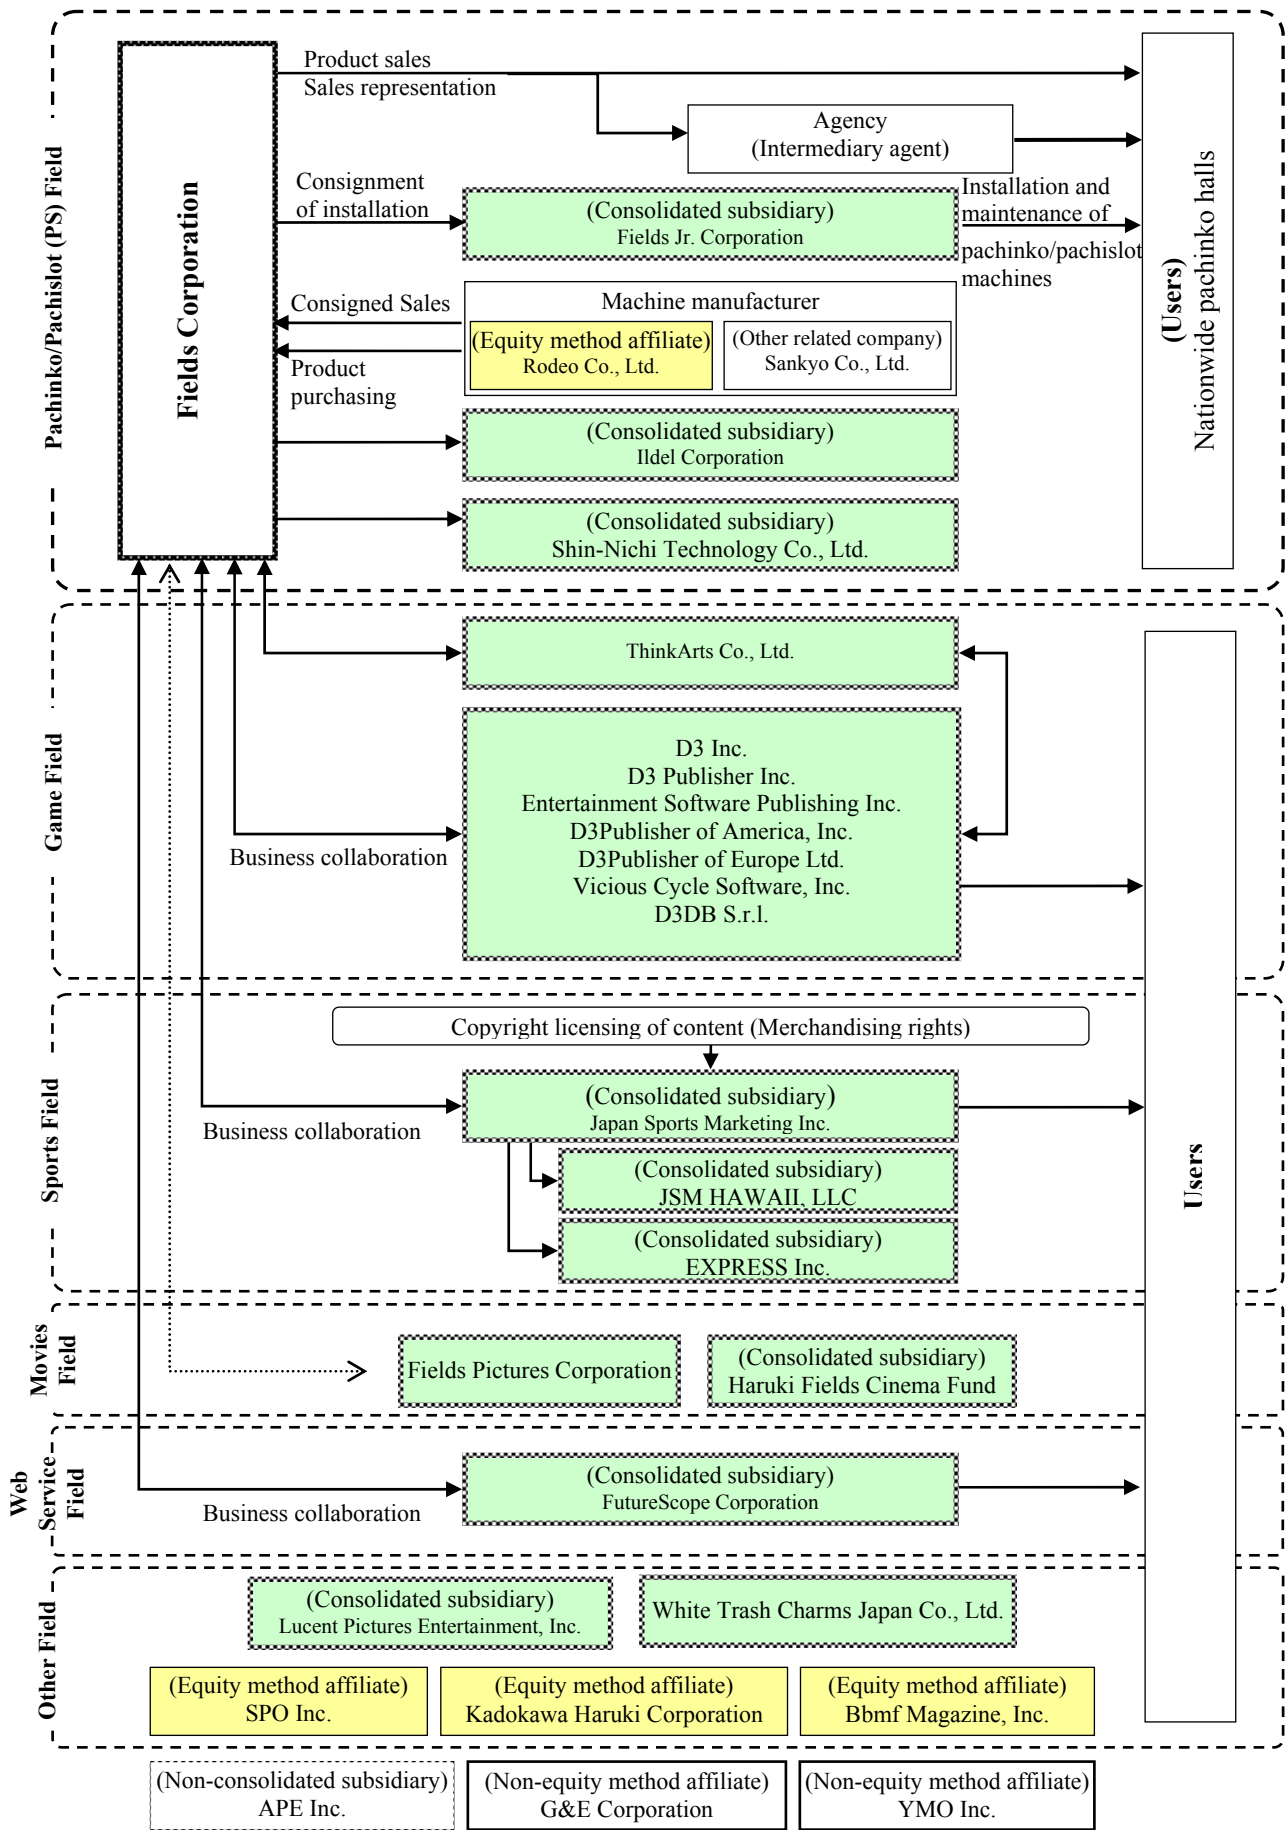 Pachinko/Pachislot (PS) Field
Fields Corporation
Product sales
Sales representation
Agency
(Intermediary agent)
Consignment
of installation
(Consolidated subsidiary)
Fields Jr. Corporation
Installation and
maintenance of
pachinko/pachislot
machines
(Users)
Nationwide pachinko halls
Consigned Sales
Product
purchasing
Machine manufacturer
(Equity method affiliate)
Rodeo Co., Ltd.
(Other related company)
Sankyo Co., Ltd.
(Consolidated subsidiary)
Ildel Corporation
(Consolidated subsidiary)
Shin-Nichi Technology Co., Ltd.
Game Field
ThinkArts Co., Ltd.
D3 Inc.
D3 Publisher Inc.
Entertainment Software Publishing Inc.
D3Publisher of America, Inc.
D3Publisher of Europe Ltd.
Vicious Cycle Software, Inc.
D3DB S.r.l.
Business collaboration
Users
Sports Field
Copyright licensing of content (Merchandising rights)
(Consolidated subsidiary)
Japan Sports Marketing Inc.
Business collaboration
(Consolidated subsidiary)
JSM HAWAII, LLC
(Consolidated subsidiary)
EXPRESS Inc.
Movies
Field
Fields Pictures Corporation
(Consolidated subsidiary)
Haruki Fields Cinema Fund
Web
Service
Field
(Consolidated subsidiary)
FutureScope Corporation
Business collaboration
Other Field
(Consolidated subsidiary)
Lucent Pictures Entertainment, Inc.
White Trash Charms Japan Co., Ltd.
(Equity method affiliate)
SPO Inc.
(Equity method affiliate)
Kadokawa Haruki Corporation
(Equity method affiliate)
Bbmf Magazine, Inc.
(Non-consolidated subsidiary)
APE Inc.
(Non-equity method affiliate)
G&E Corporation
(Non-equity method affiliate)
YMO Inc.